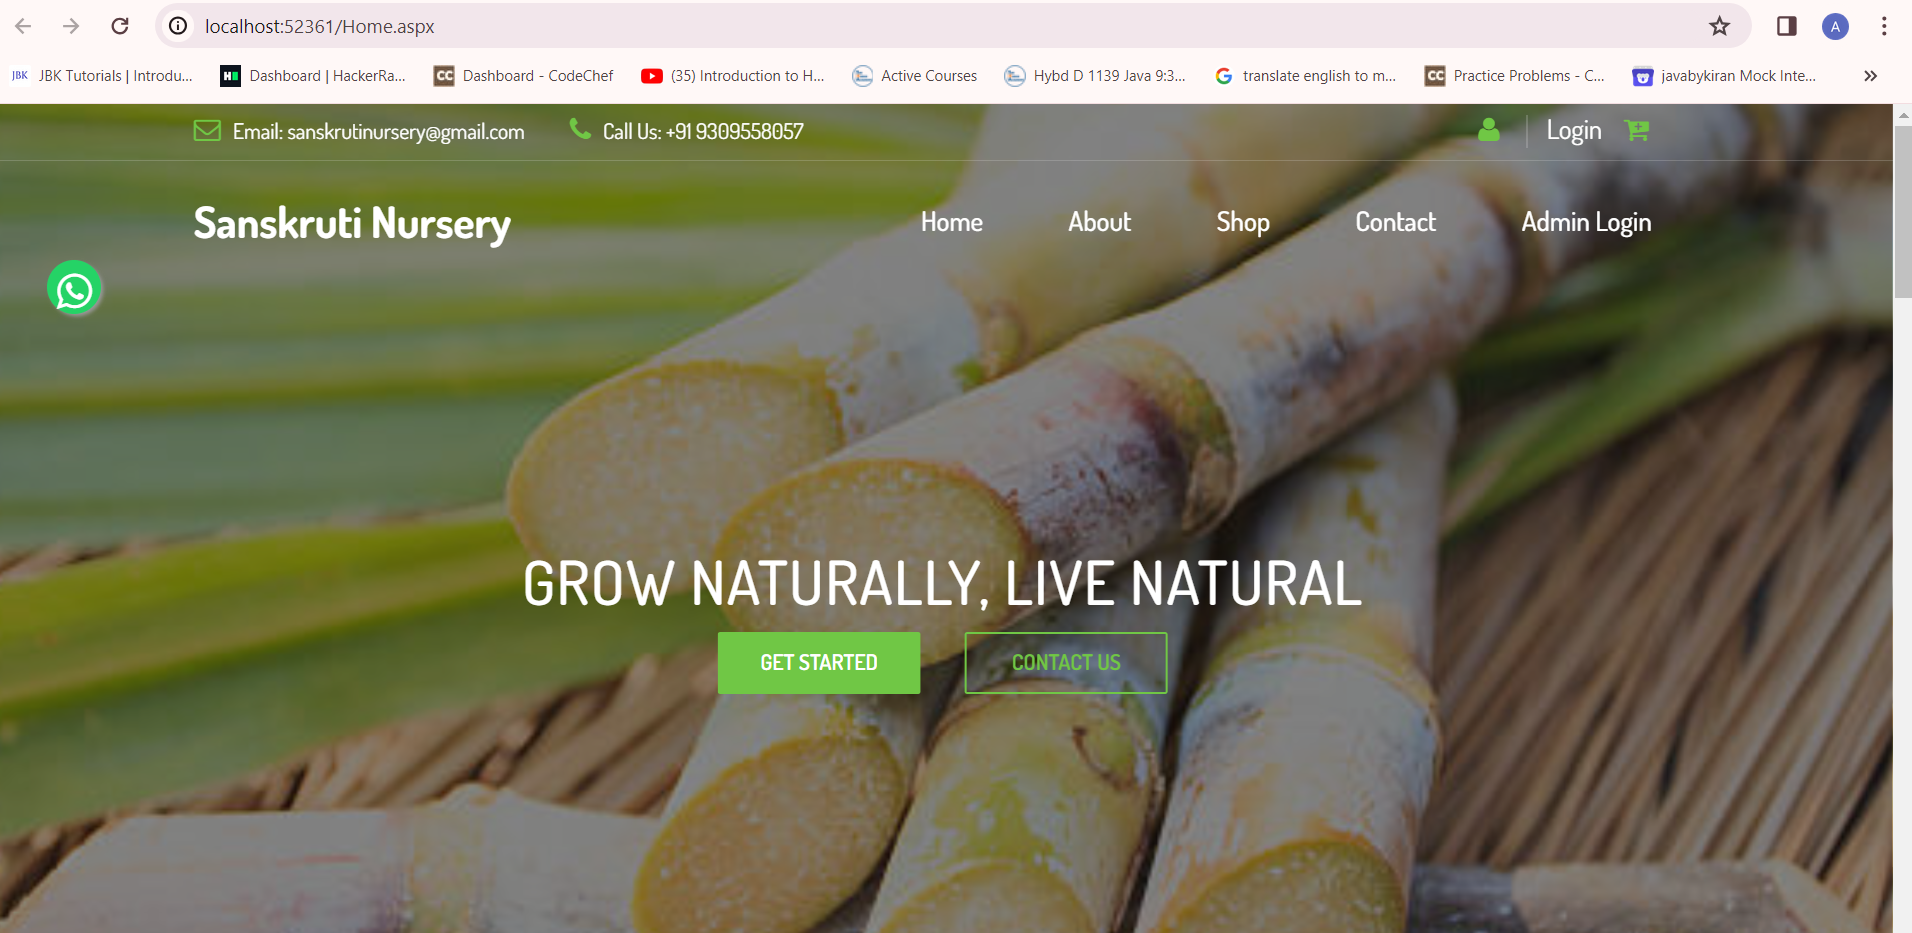 localhost:52361/Home.aspx
A
JBK JBK Tutorials | Introdu... H Dashboard | HackerRa... CC Dashboard - CodeChef (35) Introduction to H... Active Courses Hybd D 1139 Java 9:3... G translate english to m... CC Practice Problems - C... javabykiran Mock Inte... »
Email: sanskrutinursery@gmail.com Call Us: +91 9309558057 Login
Sanskruti Nursery Home About Shop Contact Admin Login
GROW NATURALLY, LIVE NATURAL
GET STARTED CONTACT US